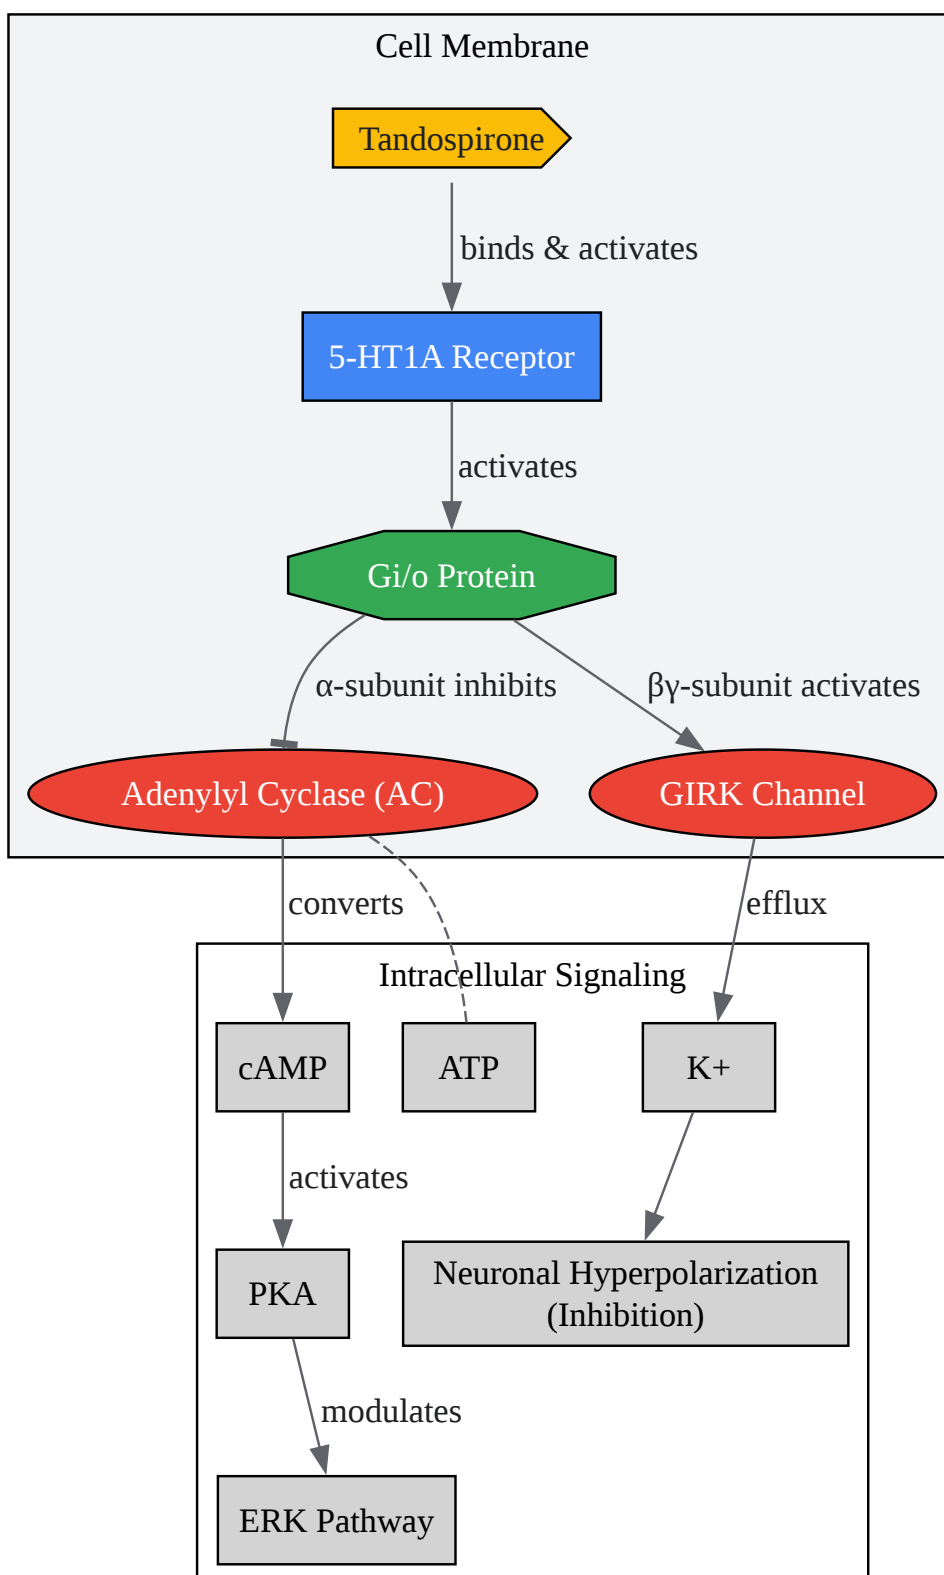 Cell Membrane
Tandospirone
binds & activates
5-HT1A Receptor
activates
Gi/o Protein
α-subunit inhibits
βγ-subunit activates
Adenylyl Cyclase (AC)
GIRK Channel
converts
efflux
Intracellular Signaling
cAMP
ATP
K+
activates
PKA
Neuronal Hyperpolarization
(Inhibition)
modulates
ERK Pathway